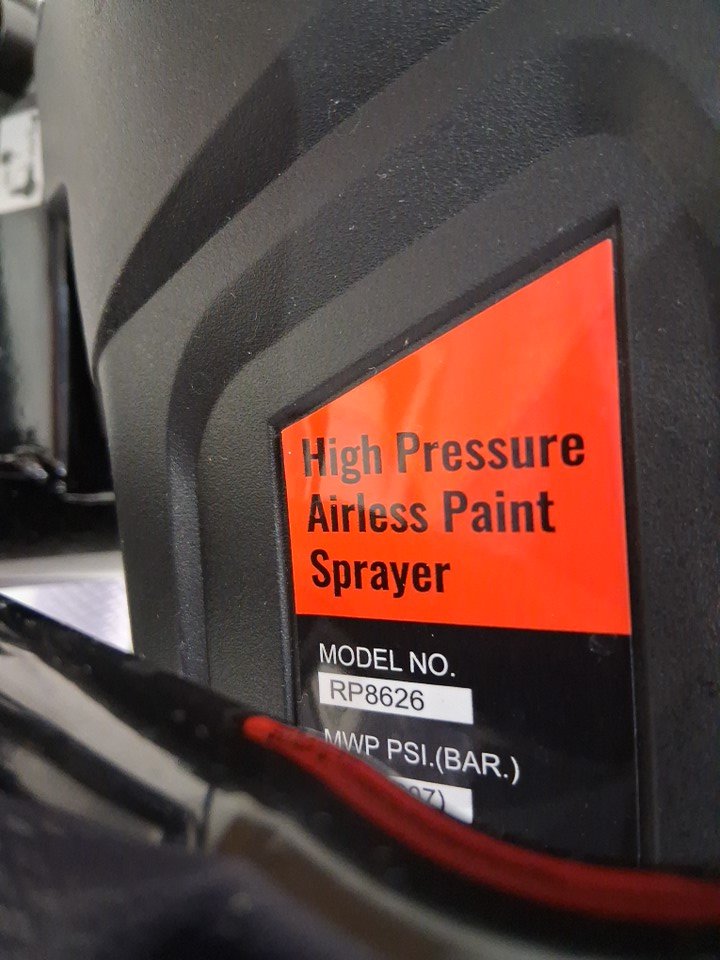 High Pressure
Airless Paint
Sprayer
MODEL NO.
RP8626
MWP PSI.(BAR.)